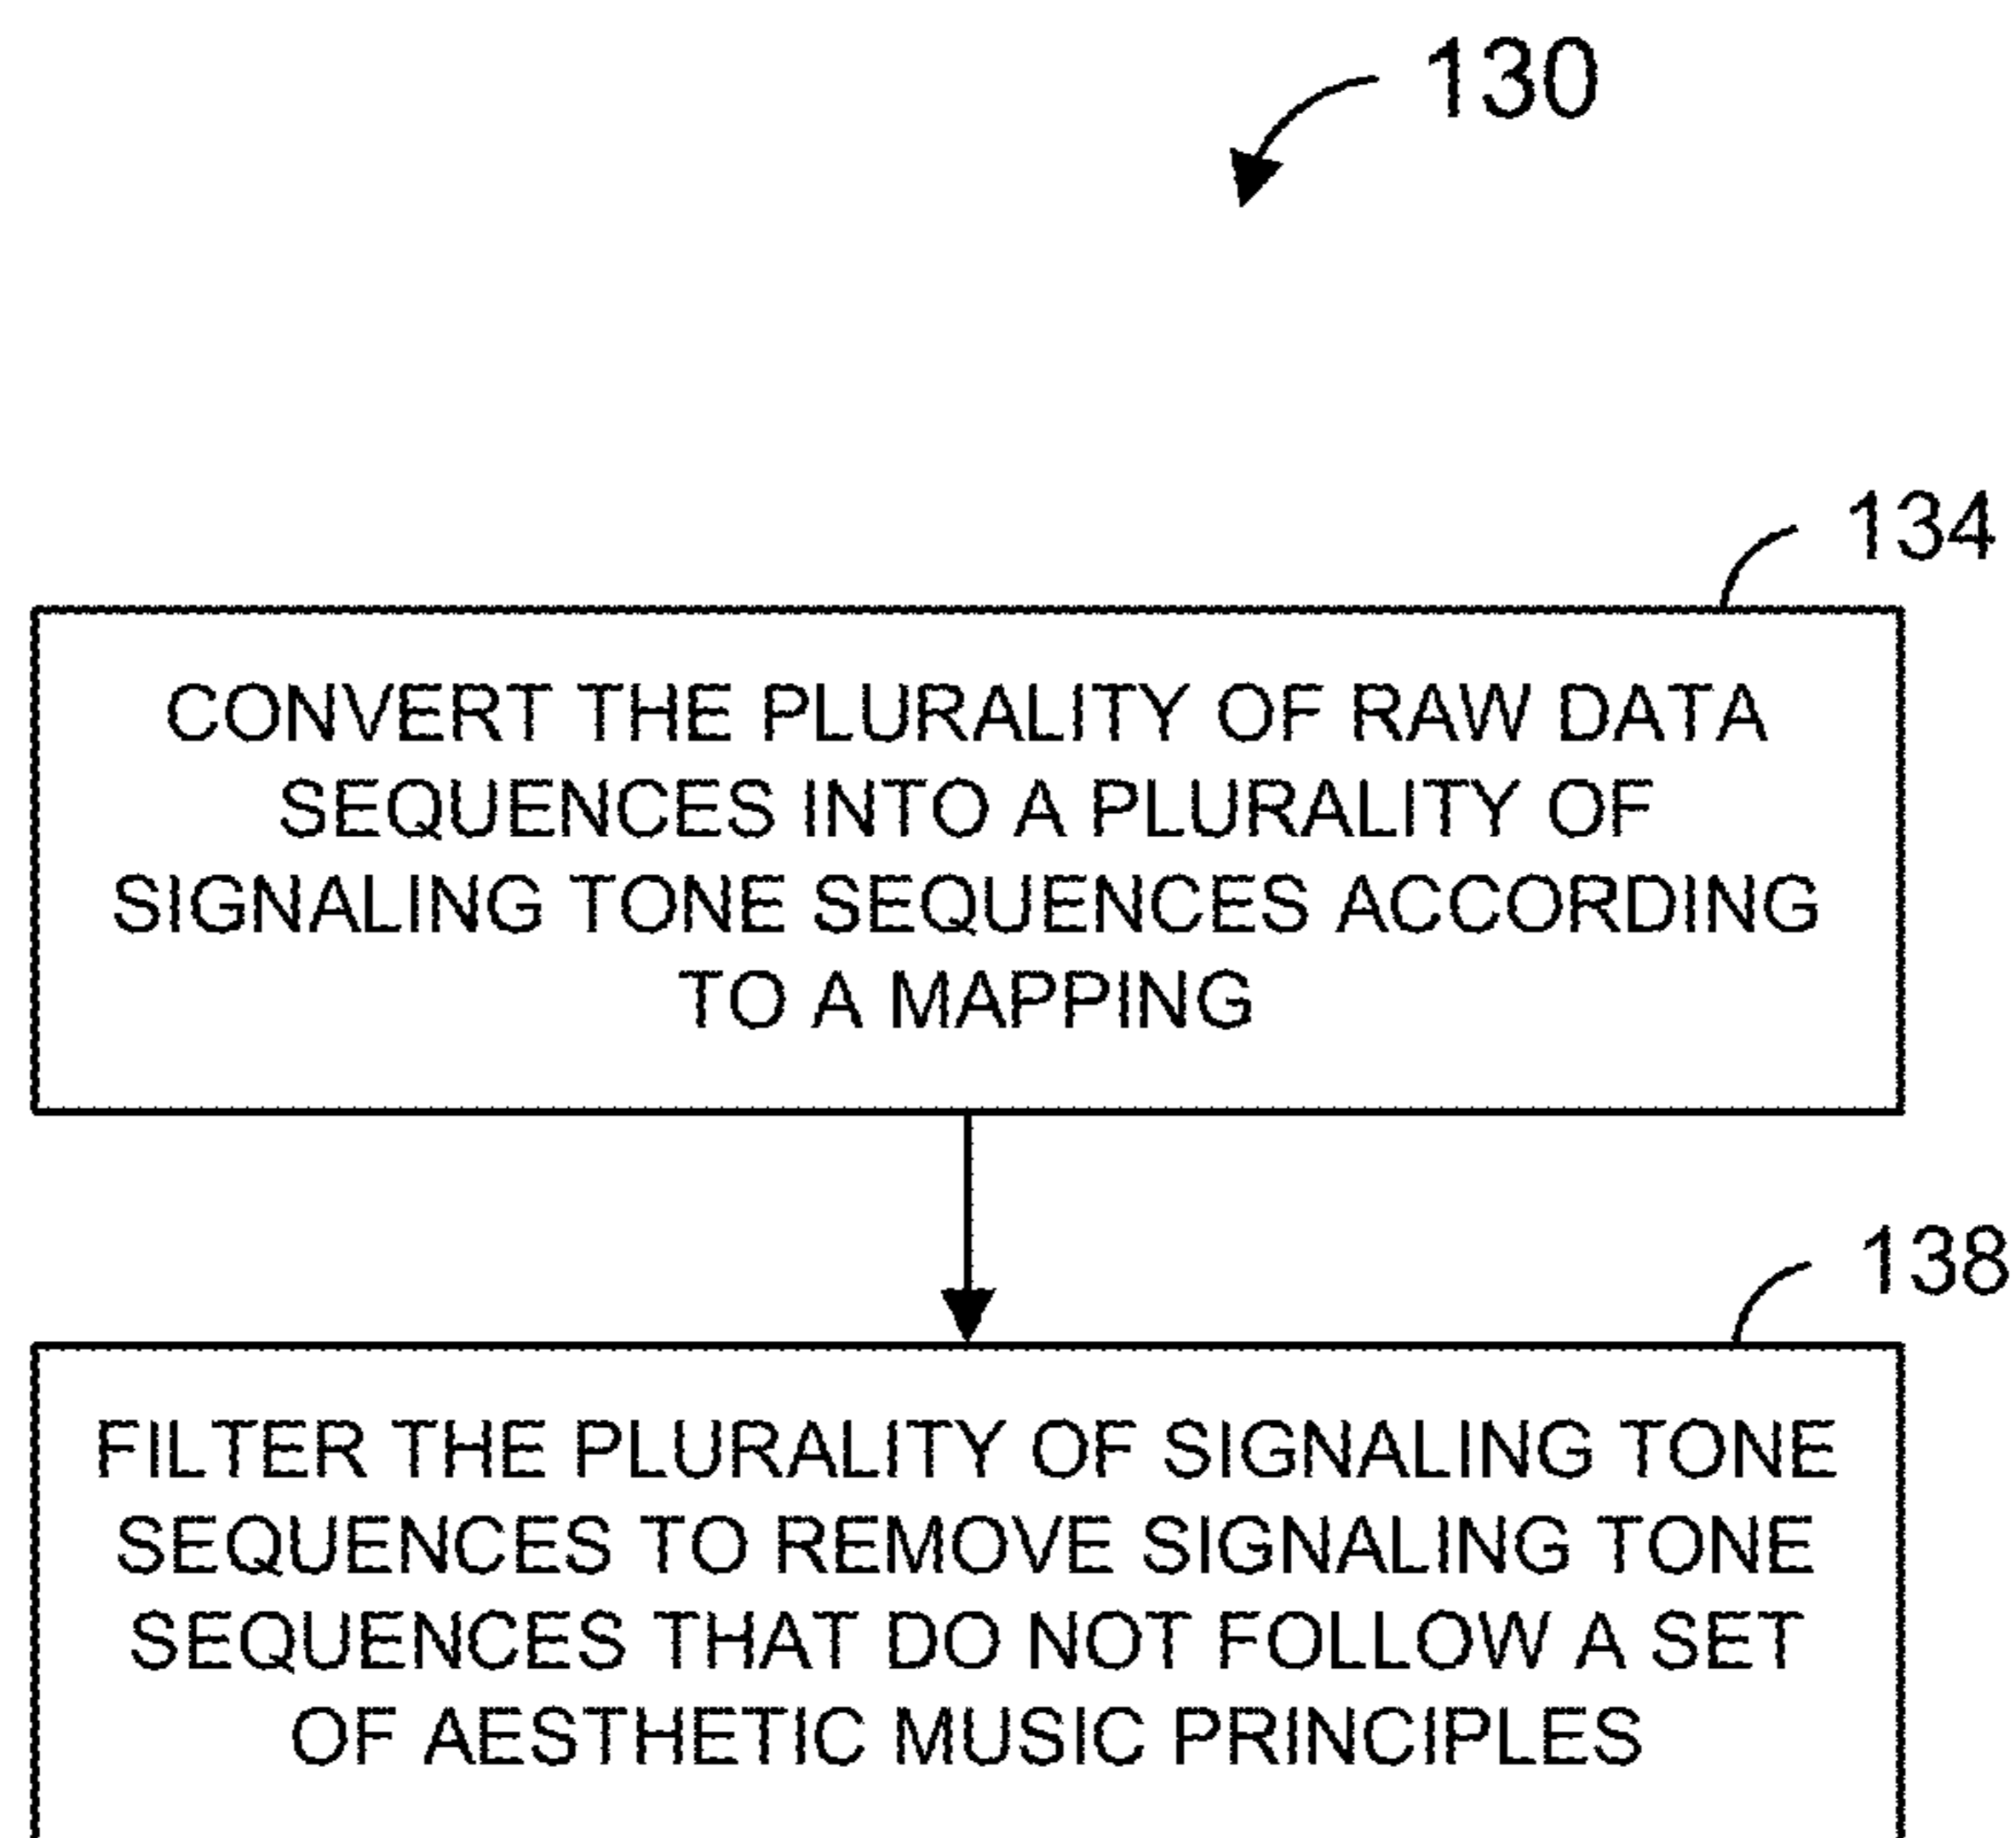 130
134
CONVERT THE PLURALITY OF RAW DATA
SEQUENCES INTO A PLURALITY OF
SIGNALING TONE SEQUENCES ACCORDING
TO A MAPPING
138
FILTER THE PLURALITY OF SIGNALING TONE
SEQUENCES TO REMOVE SIGNALING TONE
SEQUENCES THAT DO NOT FOLLOW A SET
OF AESTHETIC MUSIC PRINCIPLES